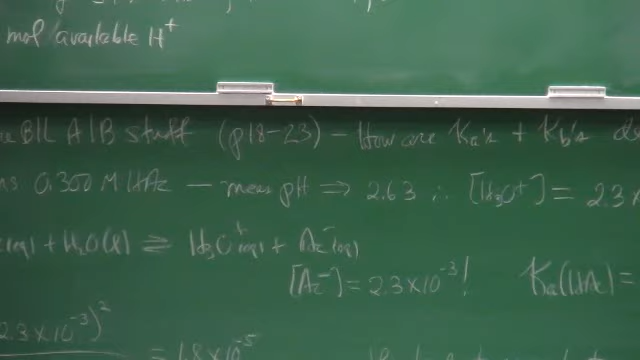 mol available H⁺
BIL A/B stuff (p18-23) - How are Ka's + Kb's
0.300 M HAc — meas pH ⇒ 2.63 ∴ [H₃O⁺] = 2.3 x
+ H₂O(l) ⇌ H₃O⁺(aq) + Ac⁻(aq)
[Ac⁻] = 2.3 x 10⁻³! Ka(HAc) =
2.3 x 10⁻³)²
= 1.8 x 10⁻⁵